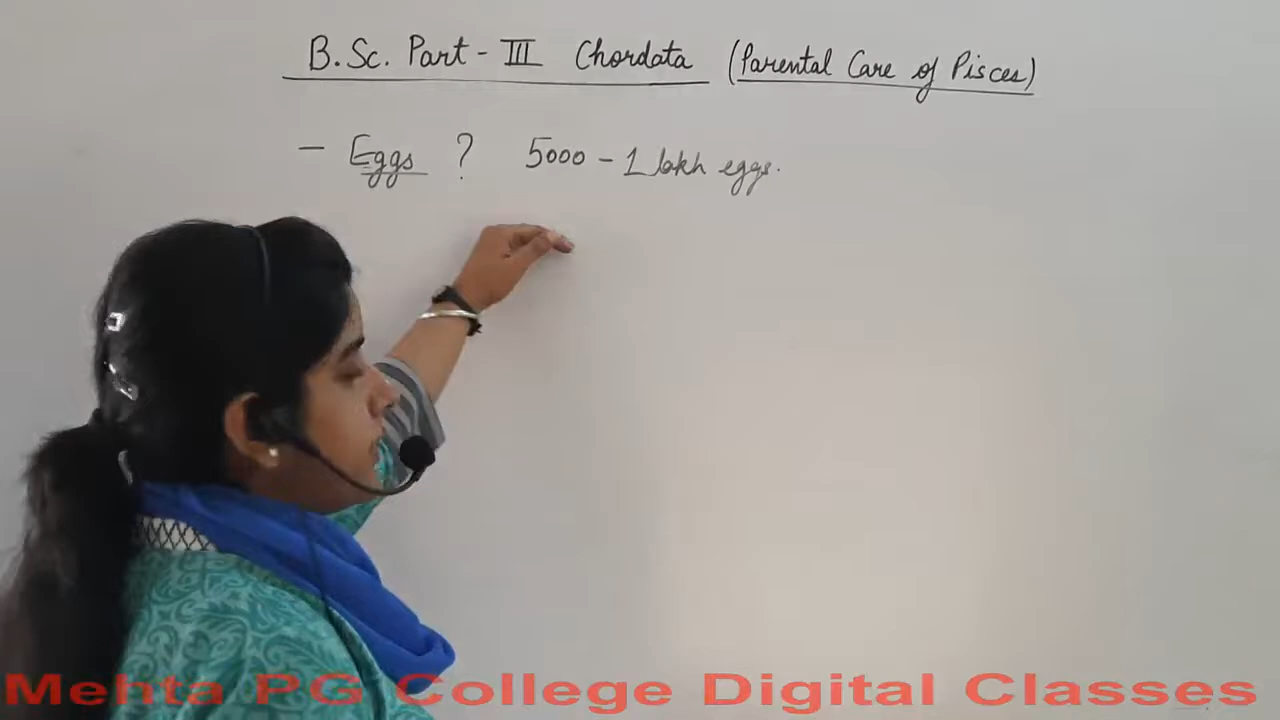 B.Sc. Part - III Chordata (Parental Care of Pisces)
- Eggs ? 5000 - 1 lakh eggs.
Mehta PG College Digital Classes